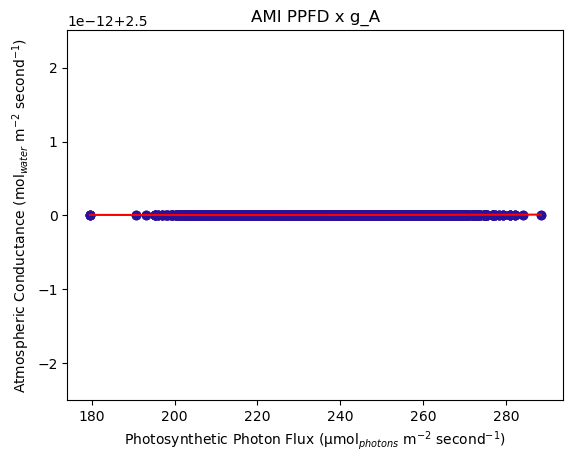 AMI PPFD x g_A
1e−12+2.5
2
1
0
−1
−2
180 200 220 240 260 280
Atmospheric Conductance (mol_water m⁻² second⁻¹)
Photosynthetic Photon Flux (μmol_photons m⁻² second⁻¹)